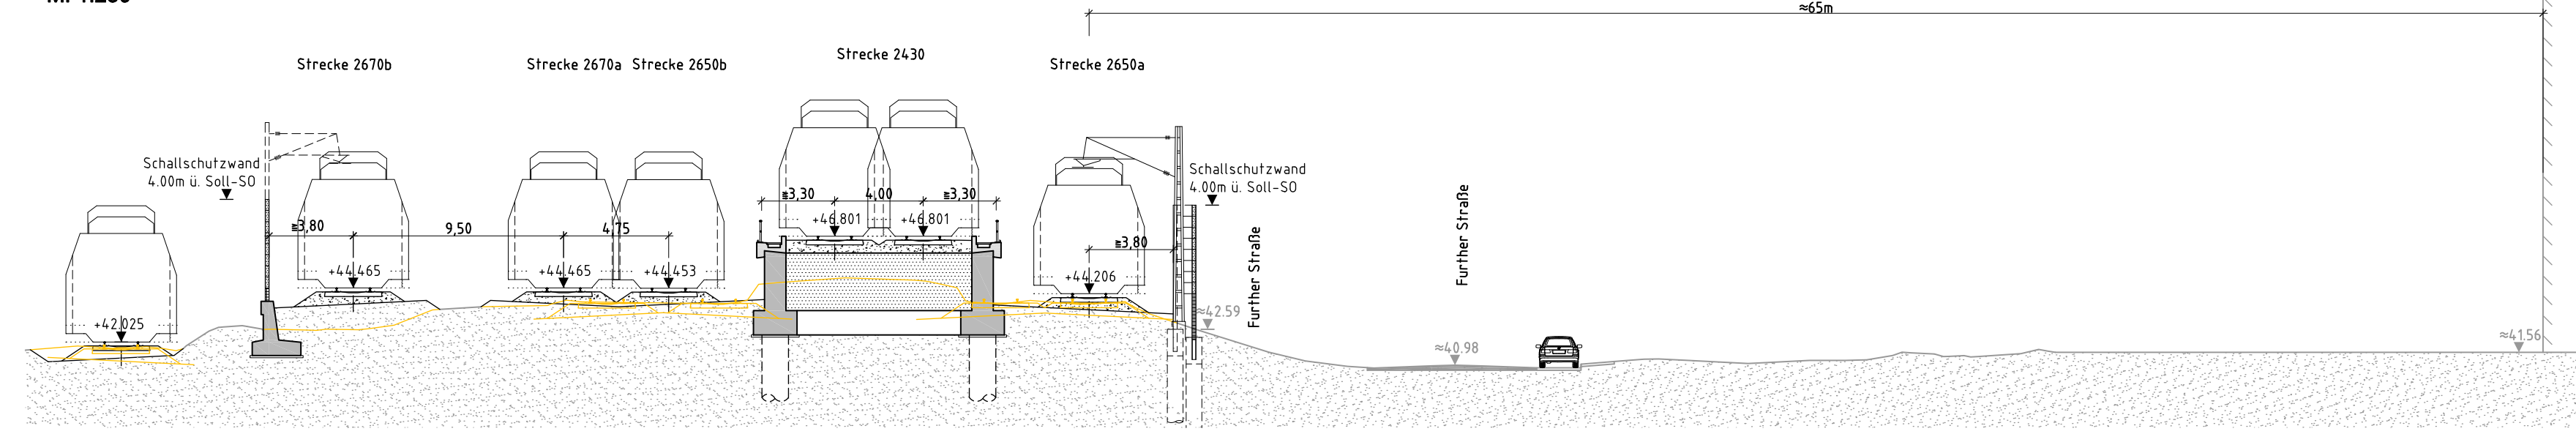 ≈65m
Strecke 2430
Strecke 2670b
Strecke 2670a
Strecke 2650b
Strecke 2650a
Schallschutzwand
4.00m ü. Soll-SO
Schallschutzwand
4.00m ü. Soll-SO
≧3,30
4,00
≧3,30
+46.801
+46.801
≧3,80
9,50
4,75
≧3,80
+44.465
+44.465
+44.453
+44.206
+42.025
≈42.59
Further Straße
Further Straße
≈40.98
≈41.56